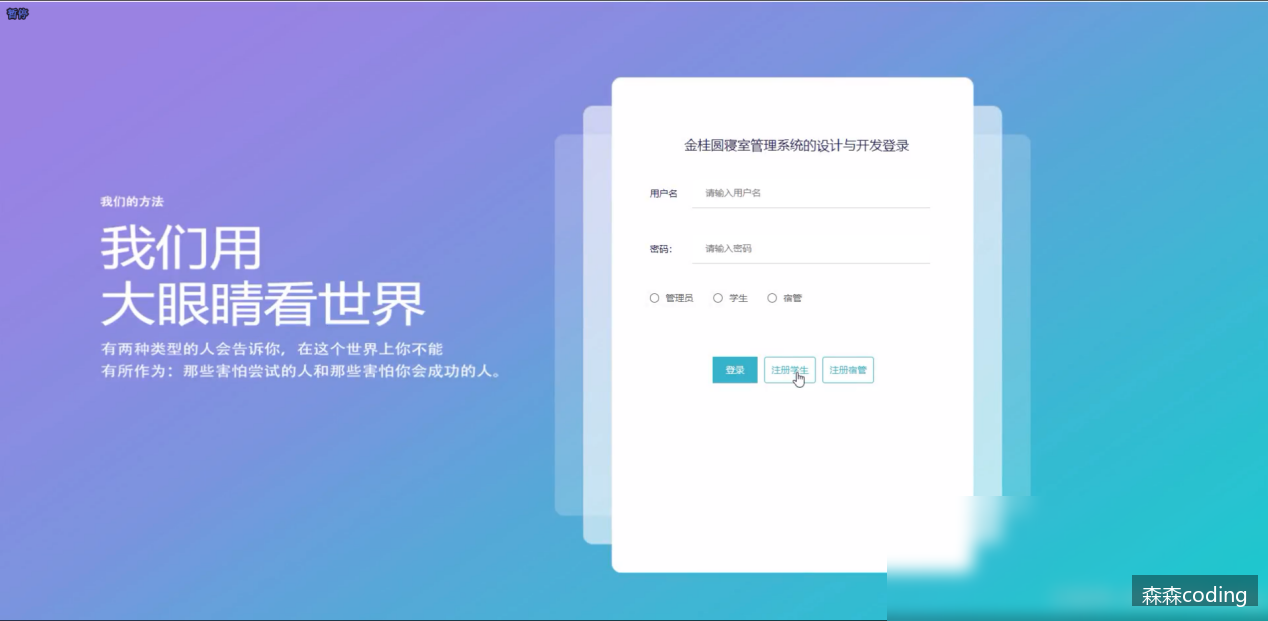 暂停
我们的方法
我们用
大眼睛看世界
有两种类型的人会告诉你，在这个世界上你不能
有所作为：那些害怕尝试的人和那些害怕你会成功的人。
金桂圆寝室管理系统的设计与开发登录
用户名 请输入用户名
密码： 请输入密码
管理员 学生 宿管
登录 注册学生 注册宿管
森森coding